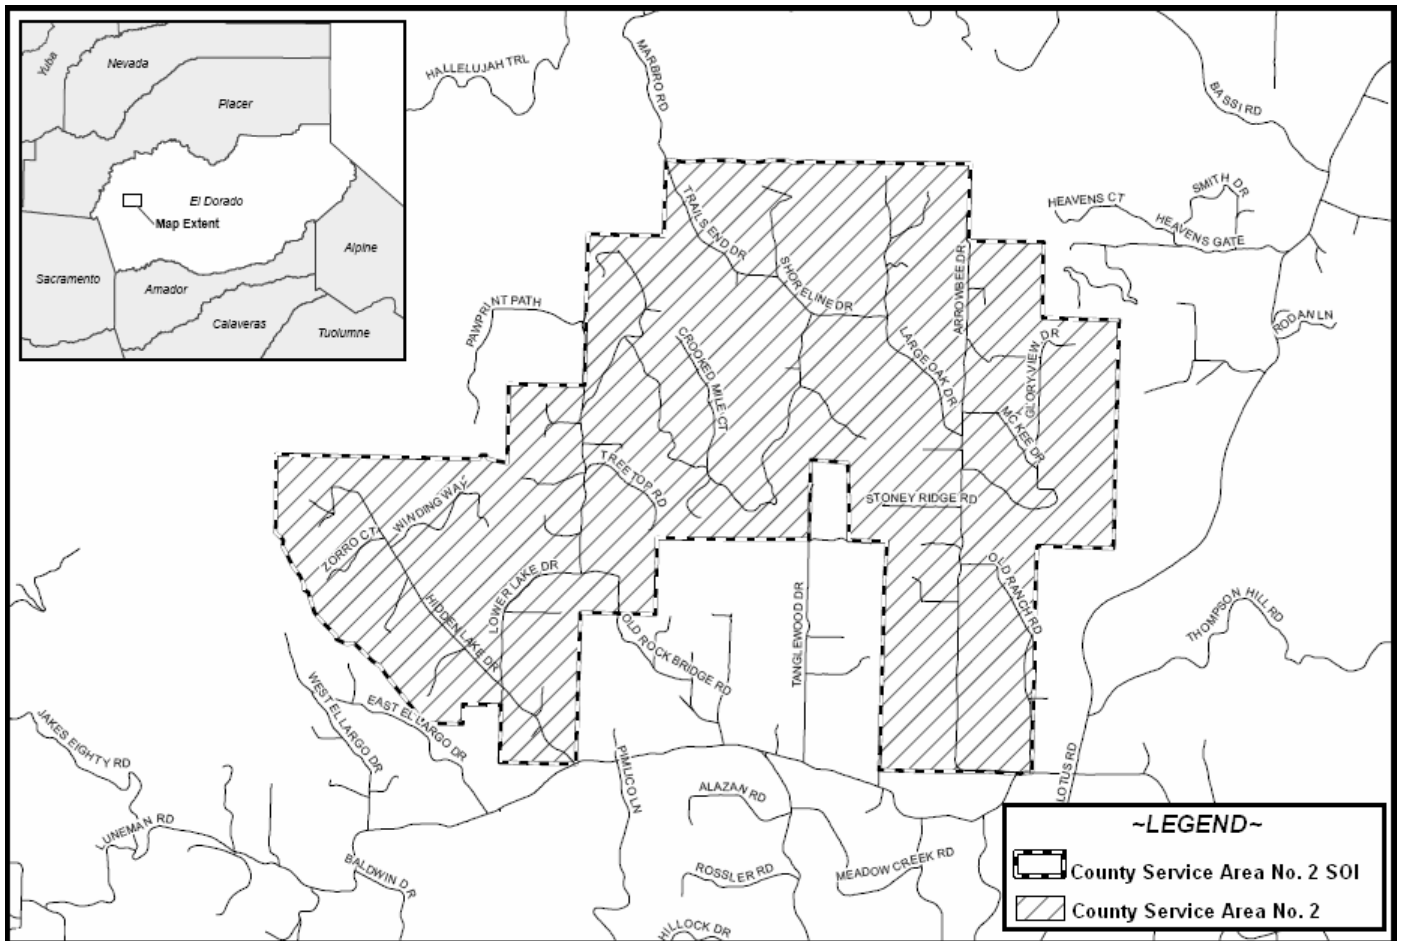 Yuba
Nevada
Placer
El Dorado
Map Extent
Sacramento
Amador
Alpine
Calaveras
Tuolumne
HALLELUJAH TRL
MARBRO RD
BASSI RD
SMITH DR
HEAVENS CT
HEAVENS GATE
TRAILS END DR
SHORELINE DR
ARROWBEE DR
PAWPRINT PATH
RODAN LN
CROOKED MILE CT
LARGE OAK DR
GLORY VIEW DR
MC KEE DR
TREETOP RD
STONEY RIDGE RD
WINDING WAY
ZORRO CT
LOWER LAKE DR
HIDDEN LAKE DR
OLD RANCH RD
OLD ROCK BRIDGE RD
TANGLEWOOD DR
THOMPSON HILL RD
WEST EL LARGO DR
EAST EL LARGO DR
JAKES EIGHTY RD
PIMLICO LN
LOTUS RD
ALAZAN RD
LUNEMAN RD
BALDWIN DR
ROSSLER RD
MEADOW CREEK RD
HILLOCK DR
~LEGEND~
County Service Area No. 2 SOI
County Service Area No. 2